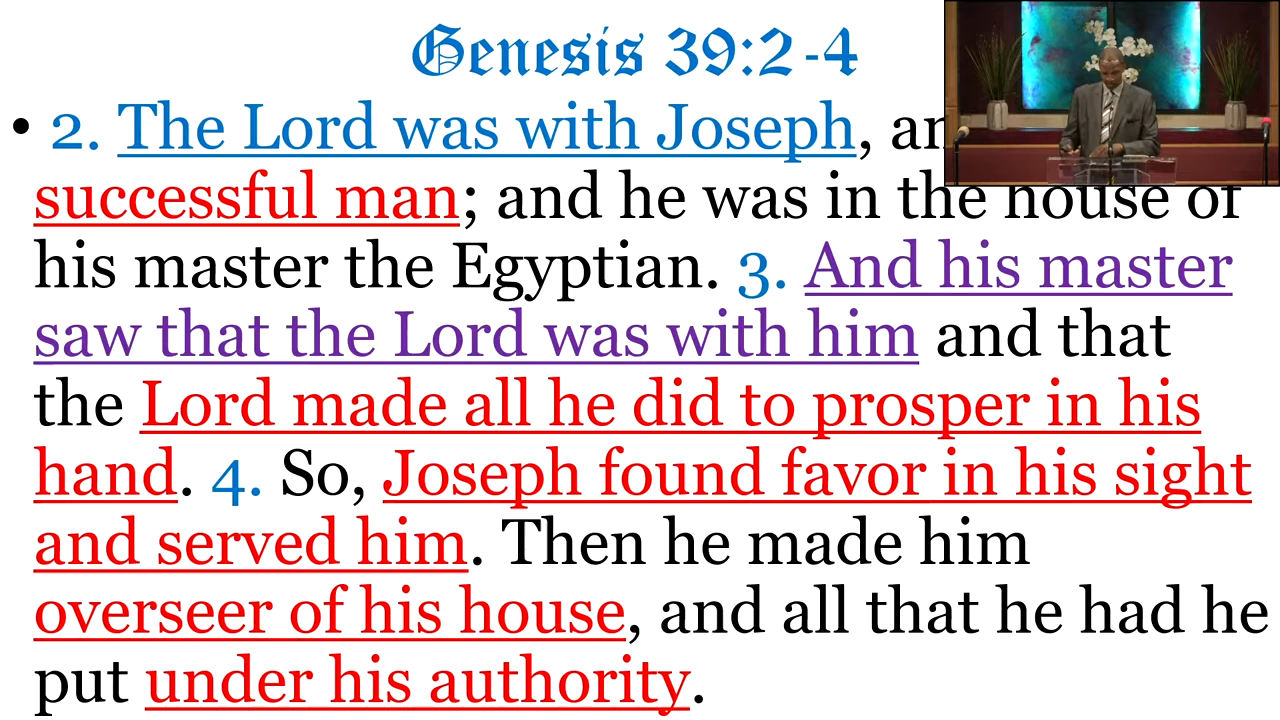 Genesis 39:2-4
• 2. The Lord was with Joseph,
successful man; and he was in the house of
his master the Egyptian. 3. And his master
saw that the Lord was with him and that
the Lord made all he did to prosper in his
hand. 4. So, Joseph found favor in his sight
and served him. Then he made him
overseer of his house, and all that he had he
put under his authority.